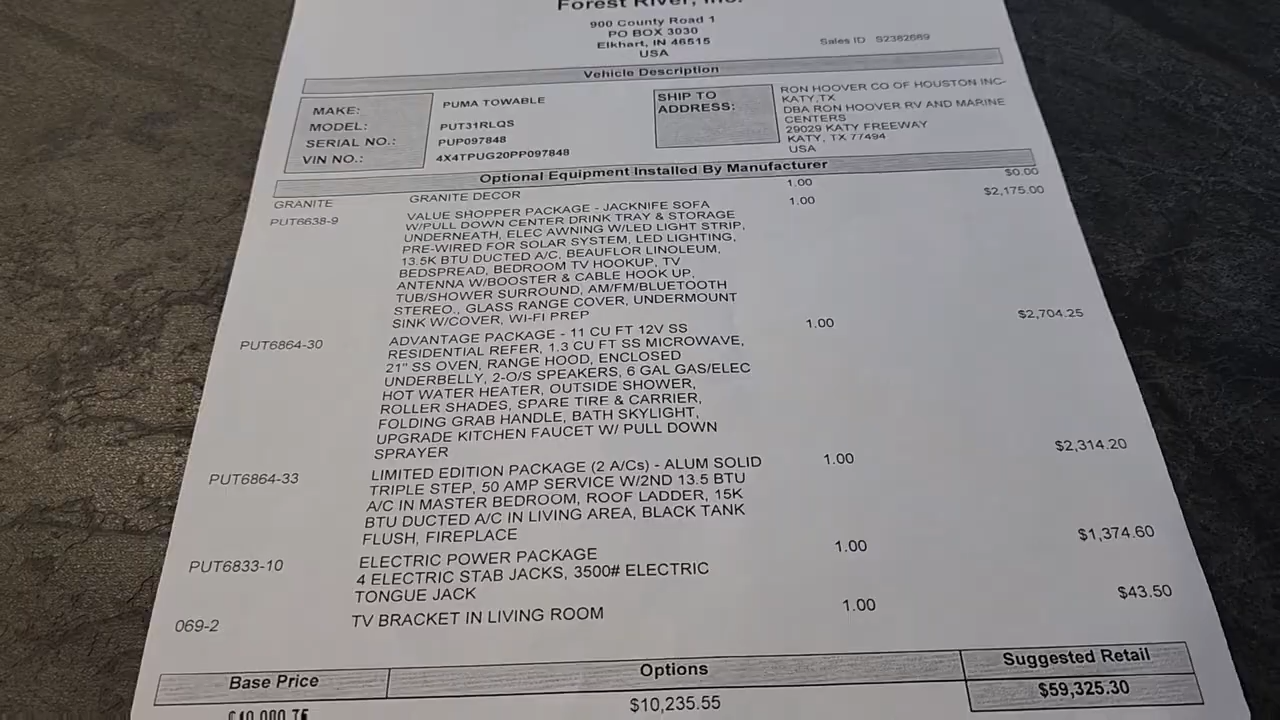 Forest River, Inc.
900 County Road 1
PO BOX 3030
Elkhart, IN 46515
USA
Sales ID S2382689
Vehicle Description
MAKE: PUMA TOWABLE
MODEL: PUT31RLQS
SERIAL NO.: PUP097848
VIN NO.: 4X4TPUG20PP097848
SHIP TO
ADDRESS:
RON HOOVER CO OF HOUSTON INC-
KATY,TX
DBA RON HOOVER RV AND MARINE
CENTERS
29029 KATY FREEWAY
KATY, TX 77494
USA
Optional Equipment Installed By Manufacturer
GRANITE GRANITE DECOR 1.00 $0.00
PUT6638-9 VALUE SHOPPER PACKAGE - JACKNIFE SOFA 1.00 $2,175.00
W/PULL DOWN CENTER DRINK TRAY & STORAGE
UNDERNEATH, ELEC AWNING W/LED LIGHT STRIP,
PRE-WIRED FOR SOLAR SYSTEM, LED LIGHTING,
13.5K BTU DUCTED A/C, BEAUFLOR LINOLEUM,
BEDSPREAD, BEDROOM TV HOOKUP, TV
ANTENNA W/BOOSTER & CABLE HOOK UP,
TUB/SHOWER SURROUND, AM/FM/BLUETOOTH
STEREO., GLASS RANGE COVER, UNDERMOUNT
SINK W/COVER, WI-FI PREP
PUT6864-30 ADVANTAGE PACKAGE - 11 CU FT 12V SS 1.00 $2,704.25
RESIDENTIAL REFER, 1.3 CU FT SS MICROWAVE,
21" SS OVEN, RANGE HOOD, ENCLOSED
UNDERBELLY, 2-O/S SPEAKERS, 6 GAL GAS/ELEC
HOT WATER HEATER, OUTSIDE SHOWER,
ROLLER SHADES, SPARE TIRE & CARRIER,
FOLDING GRAB HANDLE, BATH SKYLIGHT,
UPGRADE KITCHEN FAUCET W/ PULL DOWN
SPRAYER
PUT6864-33 LIMITED EDITION PACKAGE (2 A/Cs) - ALUM SOLID 1.00 $2,314.20
TRIPLE STEP, 50 AMP SERVICE W/2ND 13.5 BTU
A/C IN MASTER BEDROOM, ROOF LADDER, 15K
BTU DUCTED A/C IN LIVING AREA, BLACK TANK
FLUSH, FIREPLACE
PUT6833-10 ELECTRIC POWER PACKAGE 1.00 $1,374.60
4 ELECTRIC STAB JACKS, 3500# ELECTRIC
TONGUE JACK
069-2 TV BRACKET IN LIVING ROOM 1.00 $43.50
Base Price Options Suggested Retail
$10,235.55 $59,325.30